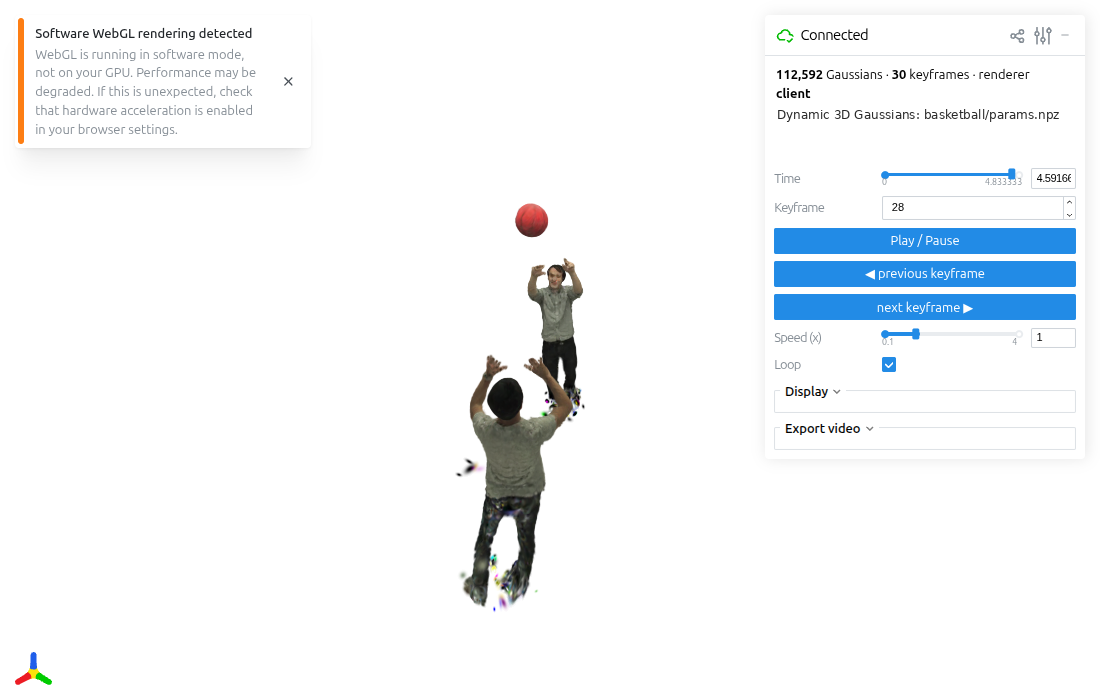 Software WebGL rendering detected
WebGL is running in software mode,
not on your GPU. Performance may be
degraded. If this is unexpected, check
that hardware acceleration is enabled
in your browser settings.
Connected
112,592 Gaussians · 30 keyframes · renderer
client
Dynamic 3D Gaussians: basketball/params.npz
Time
0
4.833333
4.5916
Keyframe
28
Play / Pause
◀ previous keyframe
next keyframe ▶
Speed (x)
0.1
4
1
Loop
Display
Export video